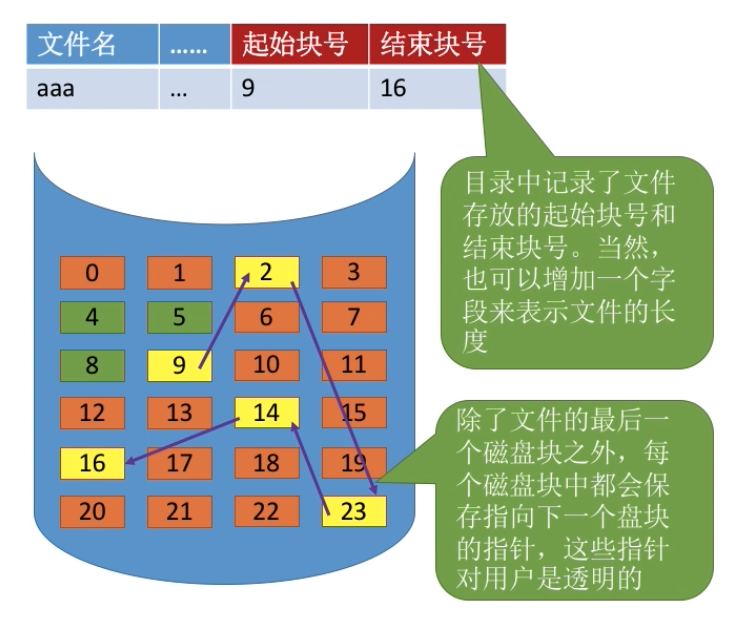 文件名 …… 起始块号 结束块号
aaa … 9 16
目录中记录了文件
存放的起始块号和
结束块号。当然，
也可以增加一个字
段来表示文件的长
度
0 1 2 3
4 5 6 7
8 9 10 11
12 13 14 15
16 17 18 19
20 21 22 23
除了文件的最后一
个磁盘块之外，每
个磁盘块中都会保
存指向下一个盘块
的指针，这些指针
对用户是透明的